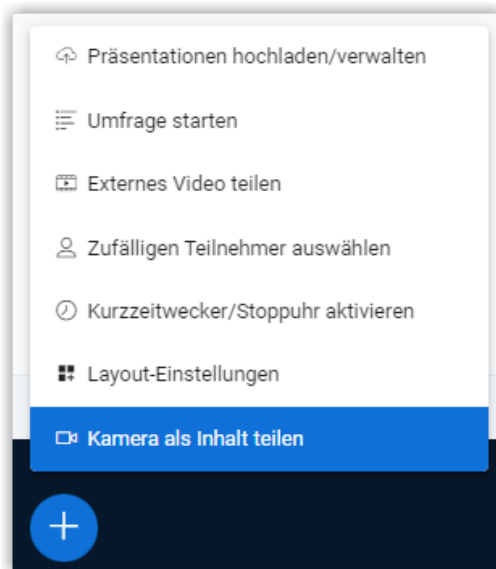 Präsentationen hochladen/verwalten
Umfrage starten
Externes Video teilen
Zufälligen Teilnehmer auswählen
Kurzzeitwecker/Stoppuhr aktivieren
Layout-Einstellungen
Kamera als Inhalt teilen